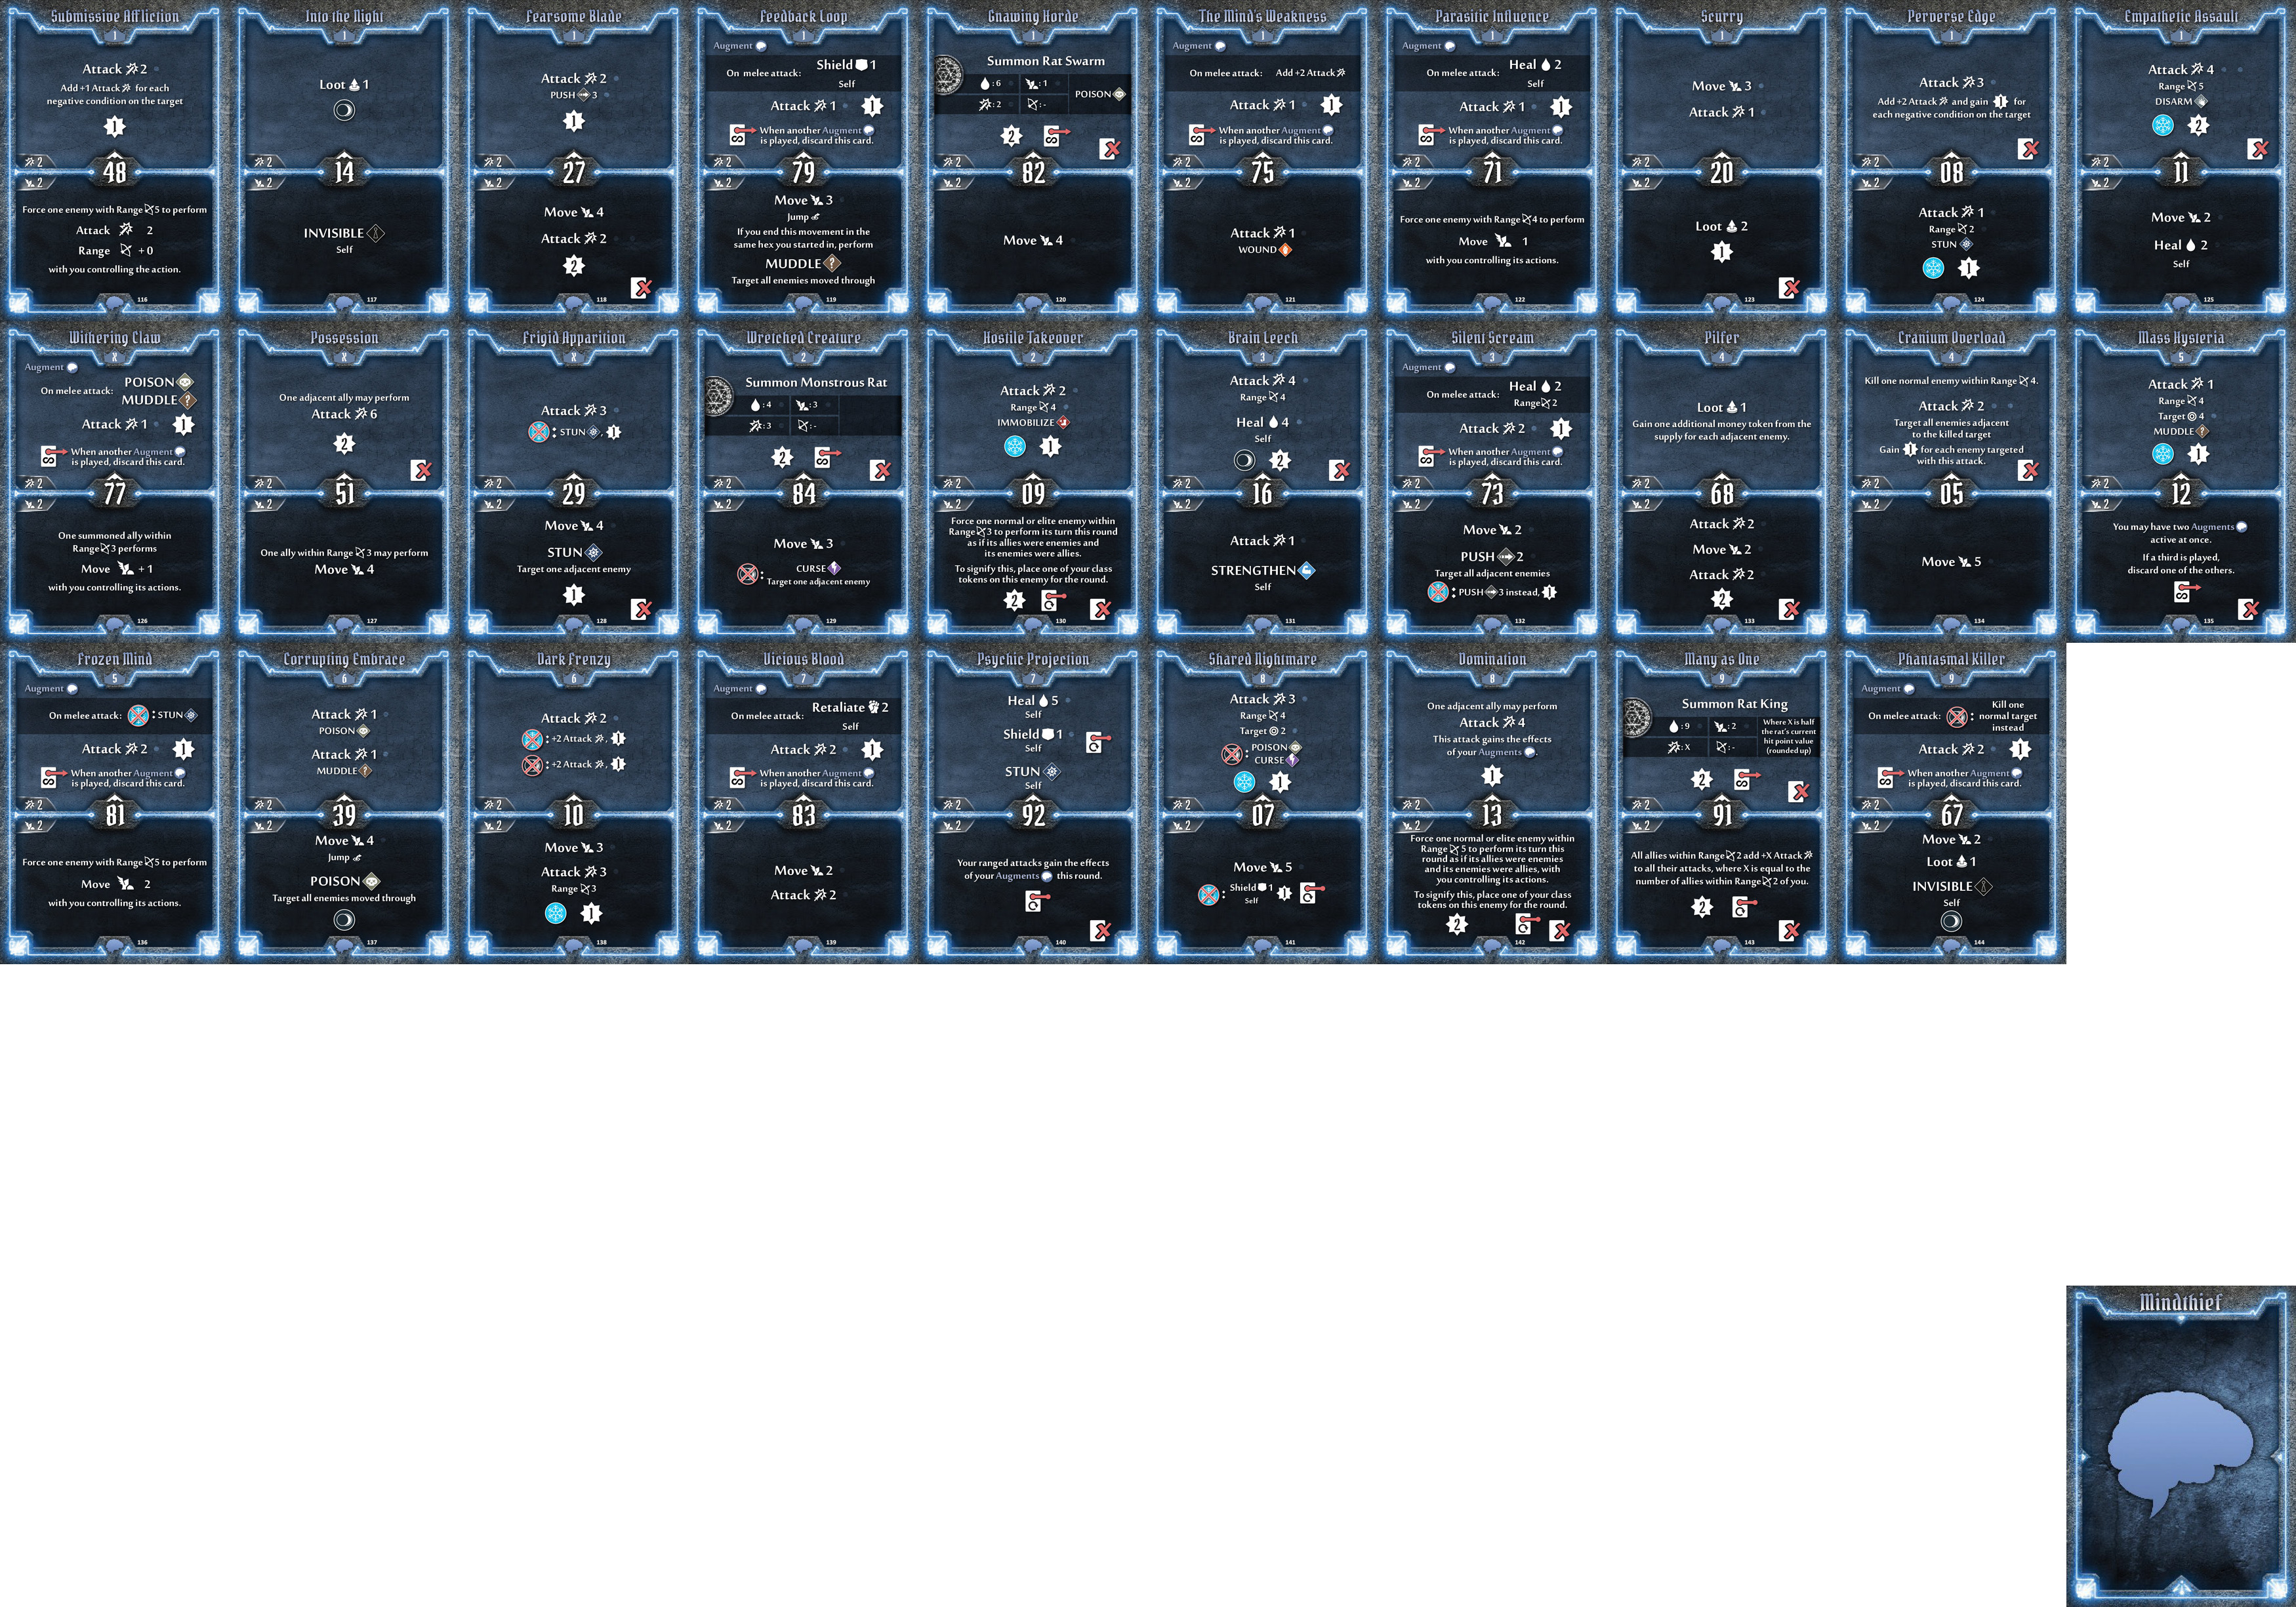 Submissive Affliction
1
Attack 2
Add +1 Attack for each
negative condition on the target
1
2
48
2
Force one enemy with Range 5 to perform
Attack 2
Range +0
with you controlling the action.
116
Into the Night
1
Loot 1
2
14
2
INVISIBLE
Self
117
Fearsome Blade
1
Attack 2
PUSH 3
1
2
27
2
Move 4
Attack 2
2
118
Feedback Loop
1
Augment
On melee attack: Shield 1
Self
Attack 1 1
When another Augment
is played, discard this card.
2
79
2
Move 3
Jump
If you end this movement in the
same hex you started in, perform
MUDDLE
Target all enemies moved through
119
Gnawing Horde
1
Summon Rat Swarm
:6 :1
POISON
:2 :-
2
2
82
2
Move 4
120
The Mind's Weakness
1
Augment
On melee attack: Add +2 Attack
Attack 1 1
When another Augment
is played, discard this card.
2
75
2
Attack 1
WOUND
121
Parasitic Influence
1
Augment
On melee attack: Heal 2
Self
Attack 1 1
When another Augment
is played, discard this card.
2
71
2
Force one enemy with Range 4 to perform
Move 1
with you controlling its actions.
122
Scurry
1
Move 3
Attack 1
2
20
2
Loot 2
1
123
Perverse Edge
1
Attack 3
Add +2 Attack and gain 1 for
each negative condition on the target
2
08
2
Attack 1
Range 2
STUN
1
124
Empathetic Assault
1
Attack 4
Range 5
DISARM
2
2
11
2
Move 2
Heal 2
Self
125
Withering Claw
X
Augment
On melee attack: POISON
MUDDLE
Attack 1 1
When another Augment
is played, discard this card.
2
77
2
One summoned ally within
Range 3 performs
Move +1
with you controlling its actions.
126
Possession
X
One adjacent ally may perform
Attack 6
2
2
51
2
One ally within Range 3 may perform
Move 4
127
Frigid Apparition
X
Attack 3
: STUN , 1
2
29
2
Move 4
STUN
Target one adjacent enemy
1
128
Wretched Creature
2
Summon Monstrous Rat
:4 :3
:3 :-
2
2
84
2
Move 3
: CURSE
Target one adjacent enemy
129
Hostile Takeover
2
Attack 2
Range 4
IMMOBILIZE
1
2
09
2
Force one normal or elite enemy within
Range 3 to perform its turn this round
as if its allies were enemies and
its enemies were allies.
To signify this, place one of your class
tokens on this enemy for the round.
2
130
Brain Leech
3
Attack 4
Range 4
Heal 4
Self
2
2
16
2
Attack 1
STRENGTHEN
Self
131
Silent Scream
3
Augment
On melee attack: Heal 2
Range 2
Attack 2 1
When another Augment
is played, discard this card.
2
73
2
Move 2
PUSH 2
Target all adjacent enemies
: PUSH 3 instead, 1
132
Pilfer
4
Loot 1
Gain one additional money token from the
supply for each adjacent enemy.
2
68
2
Attack 2
Move 2
Attack 2
2
133
Cranium Overload
4
Kill one normal enemy within Range 4.
Attack 2
Target all enemies adjacent
to the killed target
Gain 1 for each enemy targeted
with this attack.
2
05
2
Move 5
134
Mass Hysteria
5
Attack 1
Range 4
Target 4
MUDDLE
1
2
12
2
You may have two Augments
active at once.
If a third is played,
discard one of the others.
135
Frozen Mind
5
Augment
On melee attack: : STUN
Attack 2 1
When another Augment
is played, discard this card.
2
81
2
Force one enemy with Range 5 to perform
Move 2
with you controlling its actions.
136
Corrupting Embrace
6
Attack 1
POISON
Attack 1
MUDDLE
2
39
2
Move 4
Jump
POISON
Target all enemies moved through
137
Dark Frenzy
6
Attack 2
: +2 Attack , 1
: +2 Attack , 1
2
10
2
Move 3
Attack 3
Range 3
1
138
Vicious Blood
7
Augment
On melee attack: Retaliate 2
Self
Attack 2 1
When another Augment
is played, discard this card.
2
83
2
Move 2
Attack 2
139
Psychic Projection
7
Heal 5
Self
Shield 1
Self
STUN
Self
2
92
2
Your ranged attacks gain the effects
of your Augments this round.
140
Shared Nightmare
8
Attack 3
Range 4
Target 2
: POISON
CURSE
1
2
07
2
Move 5
: Shield 1 1
Self
141
Domination
8
One adjacent ally may perform
Attack 4
This attack gains the effects
of your Augments .
1
2
13
2
Force one normal or elite enemy within
Range 5 to perform its turn this
round as if its allies were enemies
and its enemies were allies, with
you controlling its actions.
To signify this, place one of your class
tokens on this enemy for the round.
2
142
Many as One
9
Summon Rat King
:9 :2
:X :-
Where X is half
the rat's current
hit point value
(rounded up)
2
2
91
2
All allies within Range 2 add +X Attack
to all their attacks, where X is equal to the
number of allies within Range 2 of you.
2
143
Phantasmal Killer
9
Augment
On melee attack: : Kill one
normal target
instead
Attack 2 1
When another Augment
is played, discard this card.
2
67
2
Move 2
Loot 1
INVISIBLE
Self
144
Mindthief